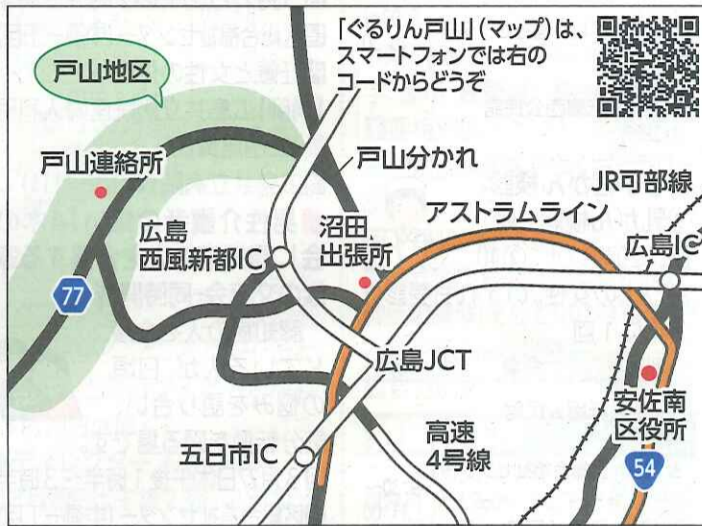 「ぐるりん戸山」(マップ)は、
スマートフォンでは右の
コードからどうぞ
戸山地区
戸山連絡所
戸山分かれ
JR可部線
アストラムライン
広島
西風新都IC
沼田
出張所
広島IC
77
広島JCT
安佐南
区役所
五日市IC
高速
4号線
54